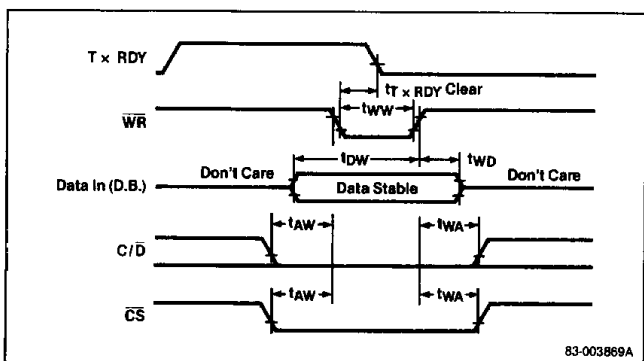 T × RDY
tT × RDY Clear
WR
tWW
tDW
tWD
Data In (D.B.)
Don't Care
Data Stable
Don't Care
tAW
tWA
C/D
tAW
tWA
CS
83-003869A